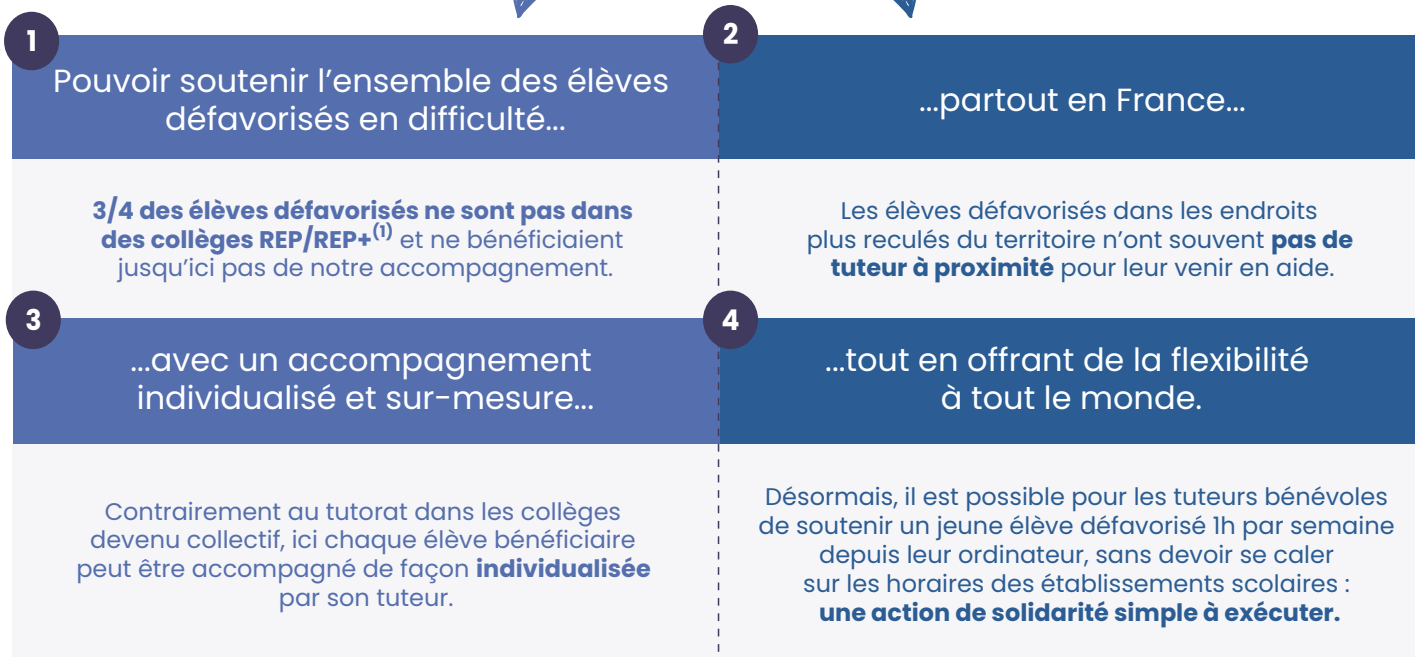 1
Pouvoir soutenir l'ensemble des élèves
défavorisés en difficulté...
3/4 des élèves défavorisés ne sont pas dans
des collèges REP/REP+(1) et ne bénéficiaient
jusqu'ici pas de notre accompagnement.
2
...partout en France...
Les élèves défavorisés dans les endroits
plus reculés du territoire n'ont souvent pas de
tuteur à proximité pour leur venir en aide.
3
...avec un accompagnement
individualisé et sur-mesure...
Contrairement au tutorat dans les collèges
devenu collectif, ici chaque élève bénéficiaire
peut être accompagné de façon individualisée
par son tuteur.
4
...tout en offrant de la flexibilité
à tout le monde.
Désormais, il est possible pour les tuteurs bénévoles
de soutenir un jeune élève défavorisé 1h par semaine
depuis leur ordinateur, sans devoir se caler
sur les horaires des établissements scolaires :
une action de solidarité simple à exécuter.